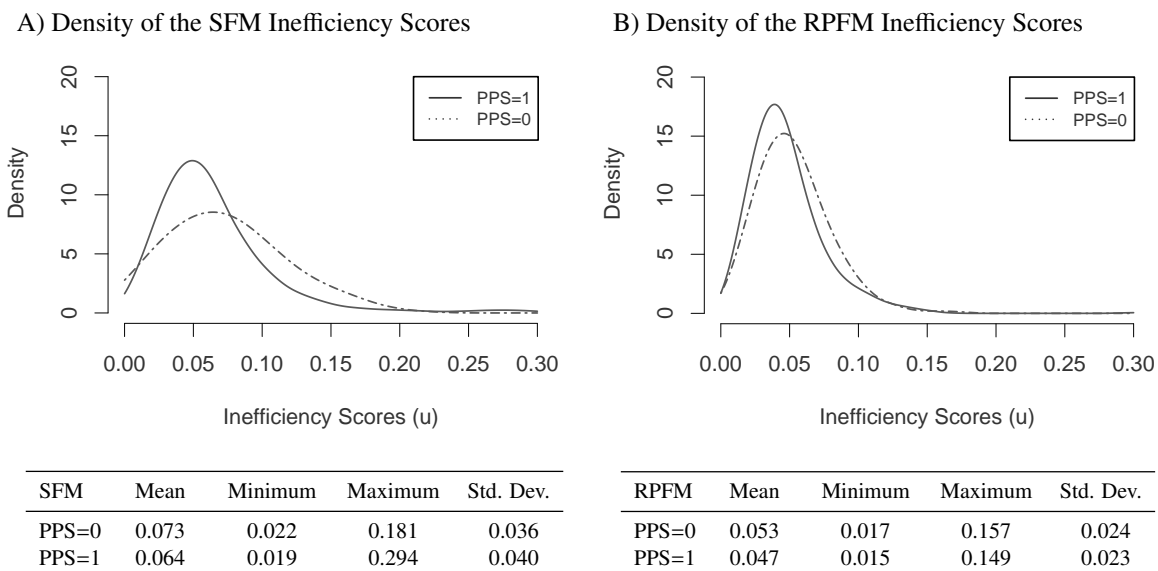 A) Density of the SFM Inefficiency Scores
Density
20
15
10
5
0
PPS=1
PPS=0
0.00 0.05 0.10 0.15 0.20 0.25 0.30
Inefficiency Scores (u)
SFM Mean Minimum Maximum Std. Dev.
PPS=0 0.073 0.022 0.181 0.036
PPS=1 0.064 0.019 0.294 0.040
B) Density of the RPFM Inefficiency Scores
Density
20
15
10
5
0
PPS=1
PPS=0
0.00 0.05 0.10 0.15 0.20 0.25 0.30
Inefficiency Scores (u)
RPFM Mean Minimum Maximum Std. Dev.
PPS=0 0.053 0.017 0.157 0.024
PPS=1 0.047 0.015 0.149 0.023